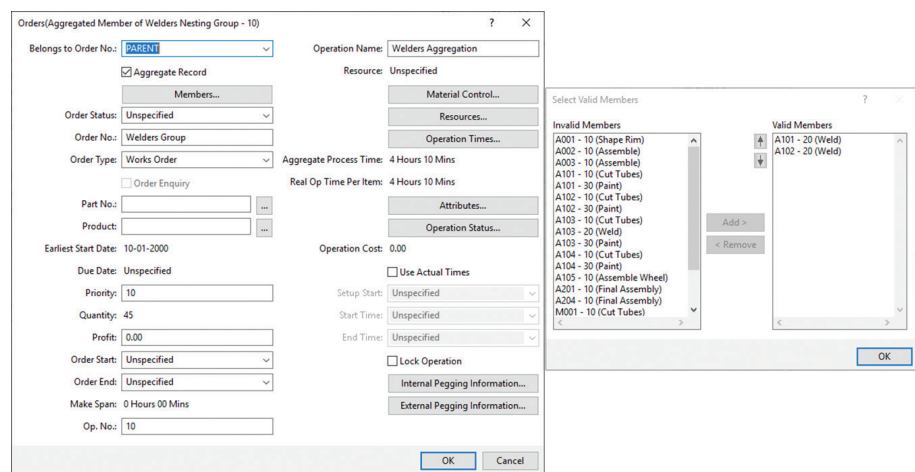 Orders(Aggregated Member of Welders Nesting Group - 10)
Belongs to Order No.: PARENT
Aggregate Record
Members...
Order Status: Unspecified
Order No.: Welders Group
Order Type: Works Order
Order Enquiry
Part No.: ...
Product: ...
Earliest Start Date: 10-01-2000
Due Date: Unspecified
Priority: 10
Quantity: 45
Profit: 0.00
Order Start: Unspecified
Order End: Unspecified
Make Span: 0 Hours 00 Mins
Op. No.: 10
Operation Name: Welders Aggregation
Resource: Unspecified
Material Control...
Resources...
Operation Times...
Aggregate Process Time: 4 Hours 10 Mins
Real Op Time Per Item: 4 Hours 10 Mins
Attributes...
Operation Status...
Operation Cost: 0.00
Use Actual Times
Setup Start: Unspecified
Start Time: Unspecified
End Time: Unspecified
Lock Operation
Internal Pegging Information...
External Pegging Information...
OK Cancel
Select Valid Members
Invalid Members
A001 - 10 (Shape Rim)
A002 - 10 (Assemble)
A003 - 10 (Assemble)
A101 - 10 (Cut Tubes)
A101 - 30 (Paint)
A102 - 10 (Cut Tubes)
A102 - 30 (Paint)
A103 - 10 (Cut Tubes)
A103 - 20 (Weld)
A103 - 30 (Paint)
A104 - 10 (Cut Tubes)
A104 - 30 (Paint)
A105 - 10 (Assemble Wheel)
A201 - 10 (Final Assembly)
A204 - 10 (Final Assembly)
M001 - 10 (Cut Tubes)
Add >
< Remove
Valid Members
A101 - 20 (Weld)
A102 - 20 (Weld)
OK